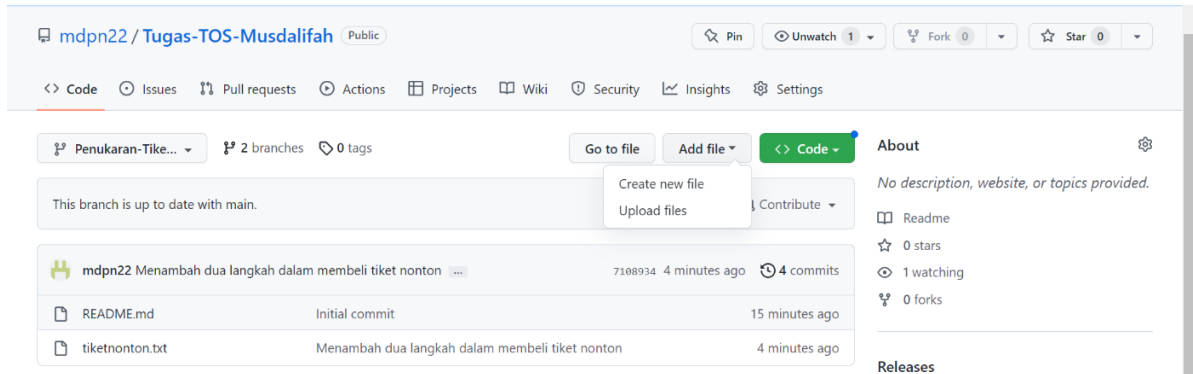 mdpn22 / Tugas-TOS-Musdalifah Public Pin Unwatch 1 Fork 0 Star 0
<> Code Issues Pull requests Actions Projects Wiki Security Insights Settings
Penukaran-Tike... 2 branches 0 tags Go to file Add file <> Code
Create new file
Upload files
This branch is up to date with main. Contribute
mdpn22 Menambah dua langkah dalam membeli tiket nonton ... 7108934 4 minutes ago 4 commits
README.md Initial commit 15 minutes ago
tiketnonton.txt Menambah dua langkah dalam membeli tiket nonton 4 minutes ago
About
No description, website, or topics provided.
Readme
0 stars
1 watching
0 forks
Releases